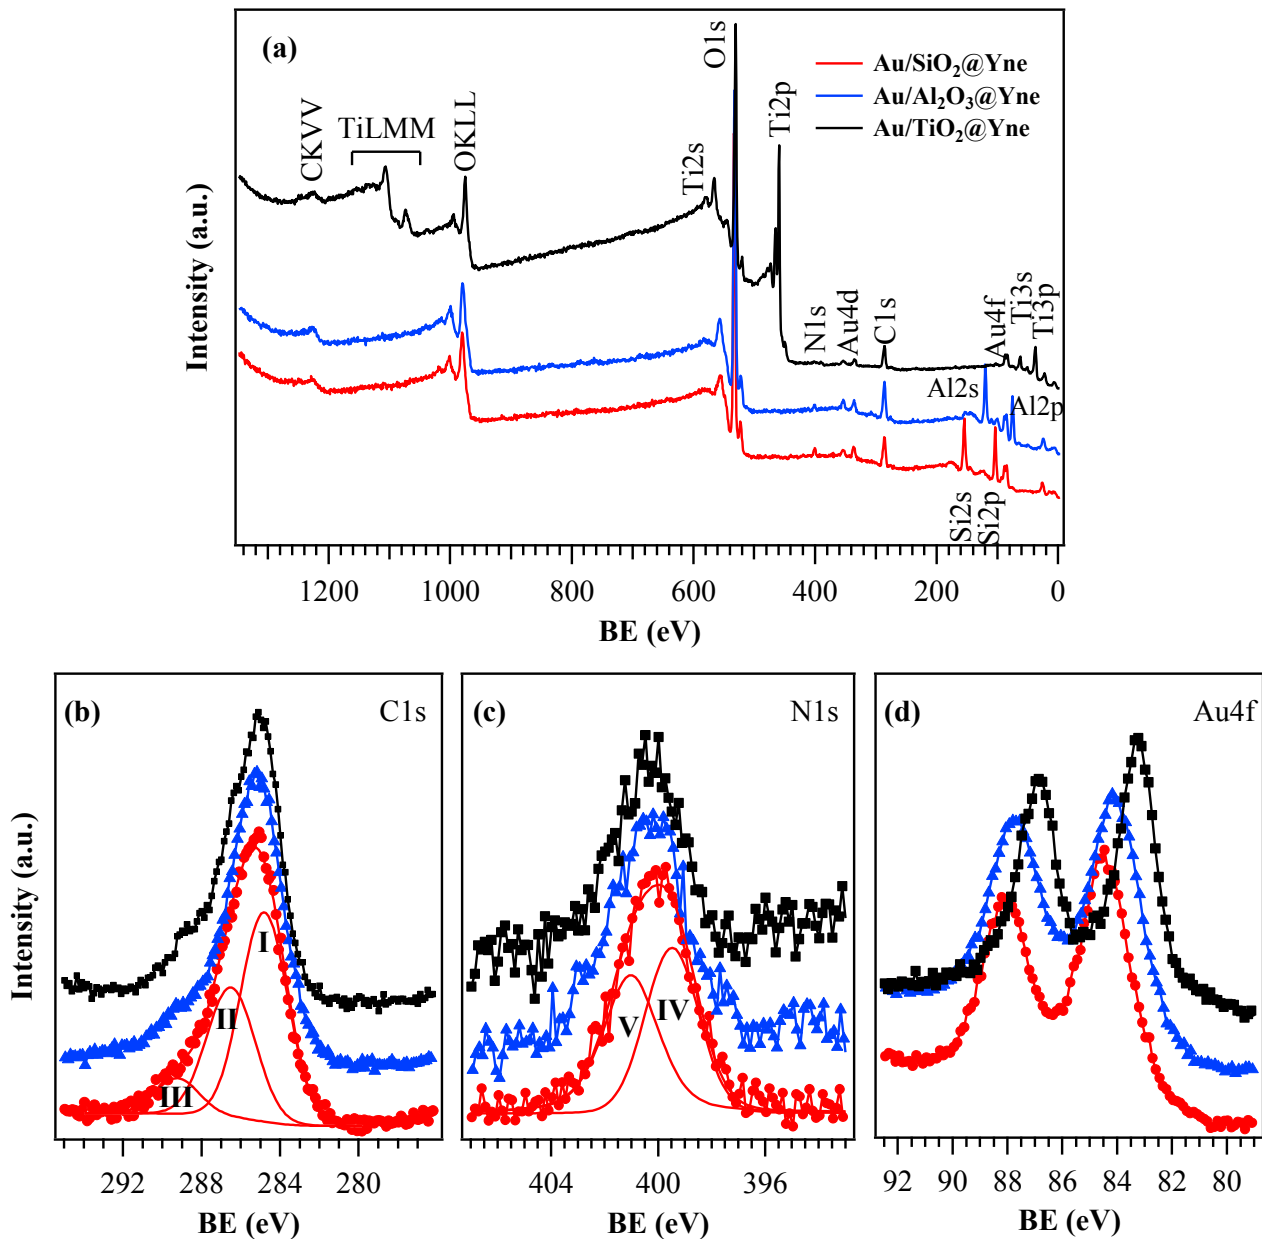 (a)
Au/SiO₂@Yne
Au/Al₂O₃@Yne
Au/TiO₂@Yne
CKVV
TiLMM
OKLL
Ti2s
O1s
Ti2p
N1s
Au4d
C1s
Au4f
Ti3s
Ti3p
Al2s
Al2p
Si2s
Si2p
Intensity (a.u.)
1200 1000 800 600 400 200 0
BE (eV)
(b) C1s
I
II
III
Intensity (a.u.)
292 288 284 280
BE (eV)
(c) N1s
IV
V
404 400 396
BE (eV)
(d) Au4f
92 90 88 86 84 82 80
BE (eV)